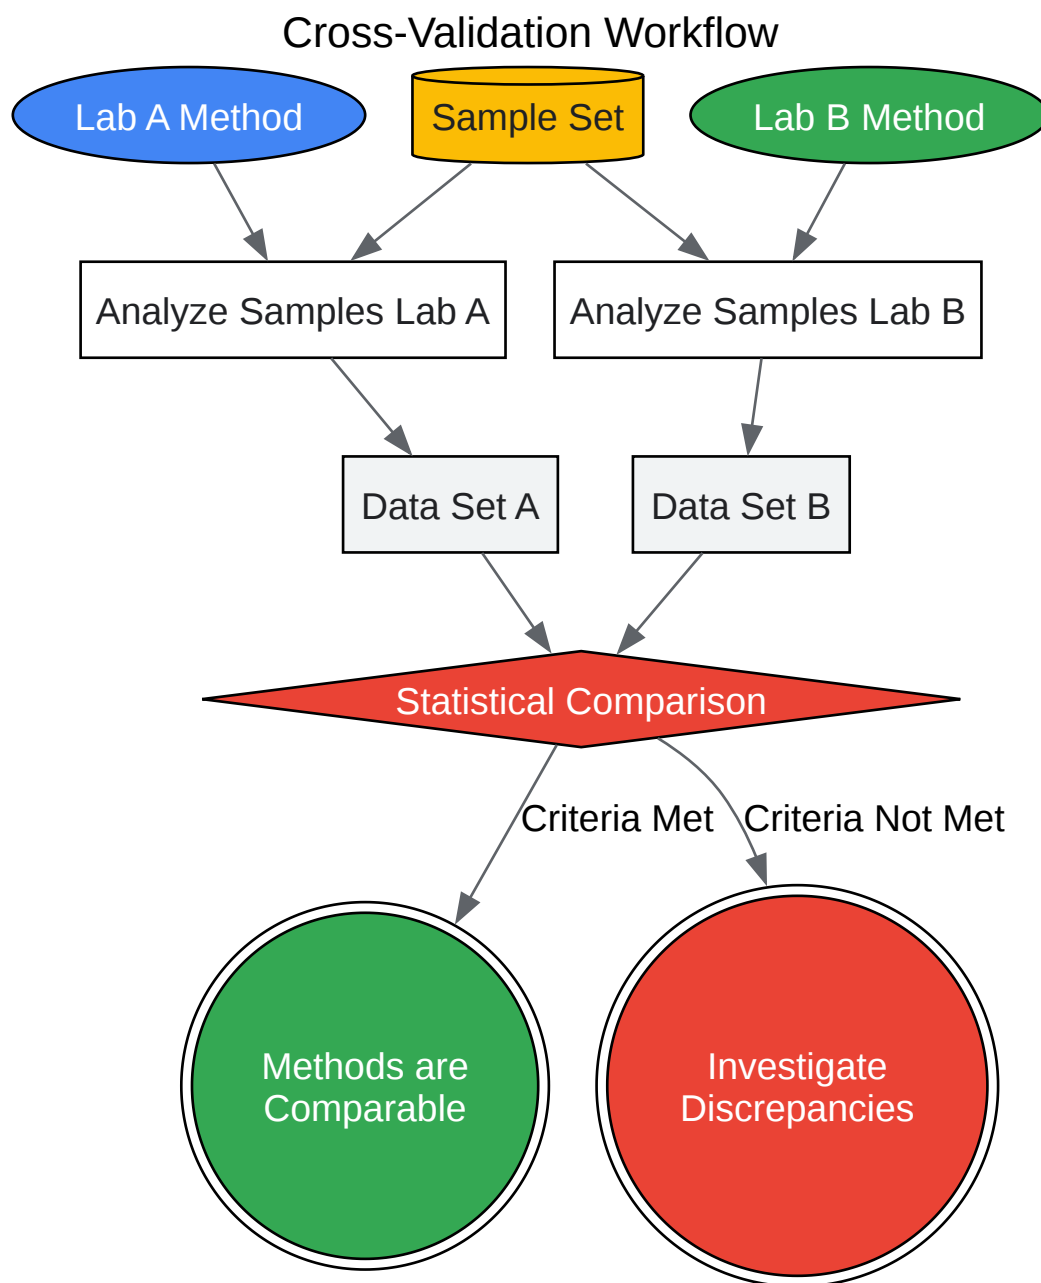 Cross-Validation Workflow
Lab A Method
Sample Set
Lab B Method
Analyze Samples Lab A
Analyze Samples Lab B
Data Set A
Data Set B
Statistical Comparison
Criteria Met
Criteria Not Met
Methods are
Comparable
Investigate
Discrepancies